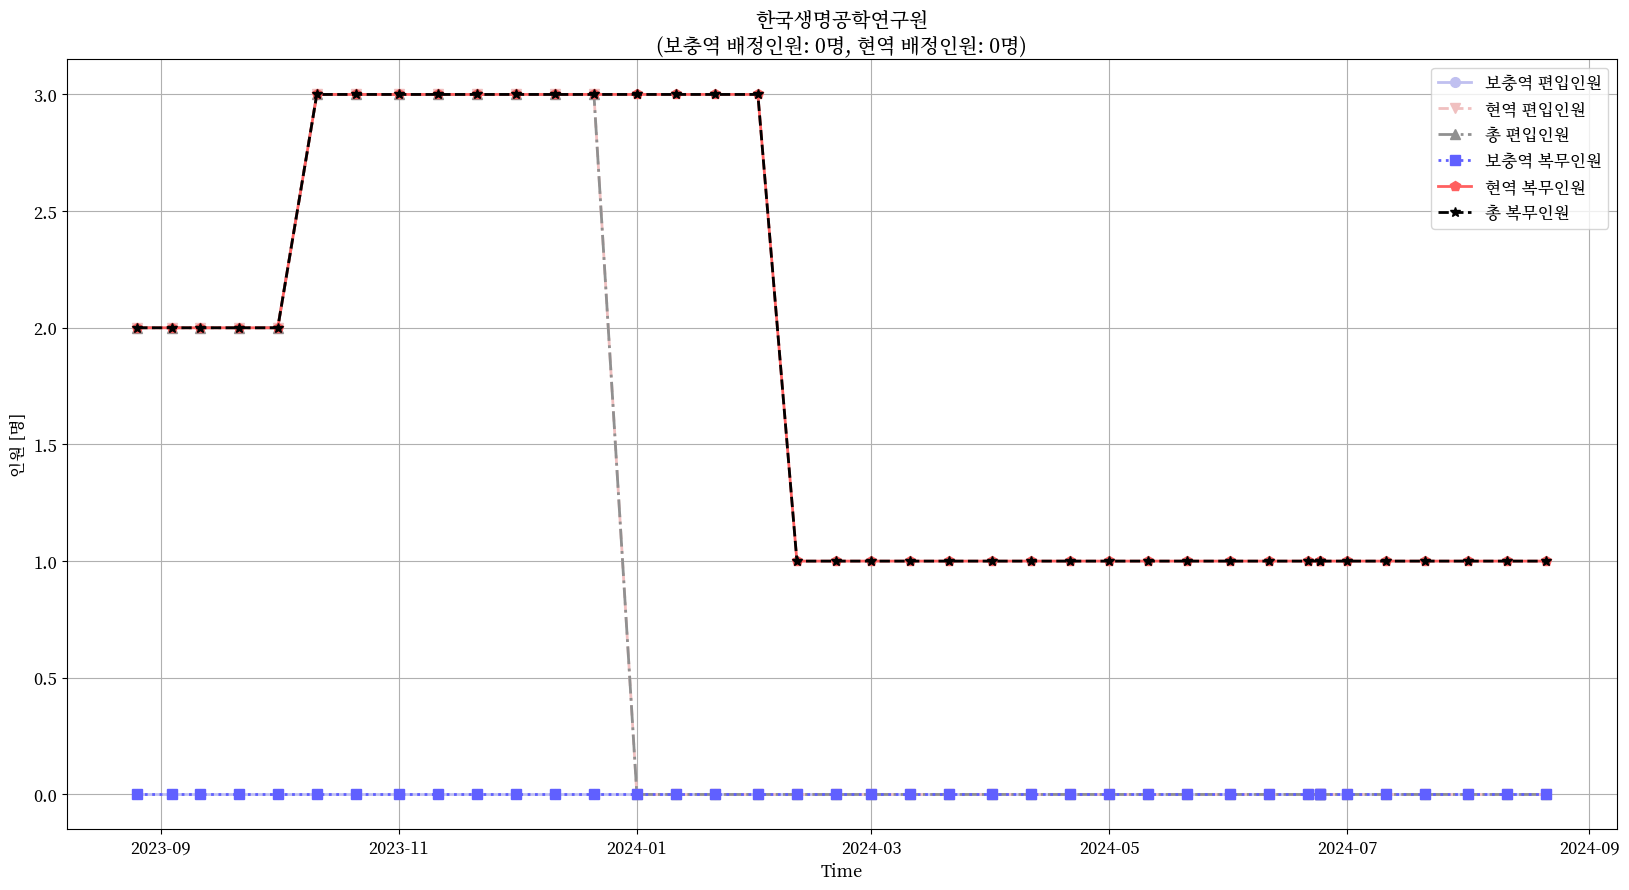 한국생명공학연구원
(보충역 배정인원: 0명, 현역 배정인원: 0명)
보충역 편입인원
현역 편입인원
총 편입인원
보충역 복무인원
현역 복무인원
총 복무인원
3.0
2.5
2.0
1.5
1.0
0.5
0.0
인원 [명]
2023-09
2023-11
2024-01
2024-03
2024-05
2024-07
2024-09
Time